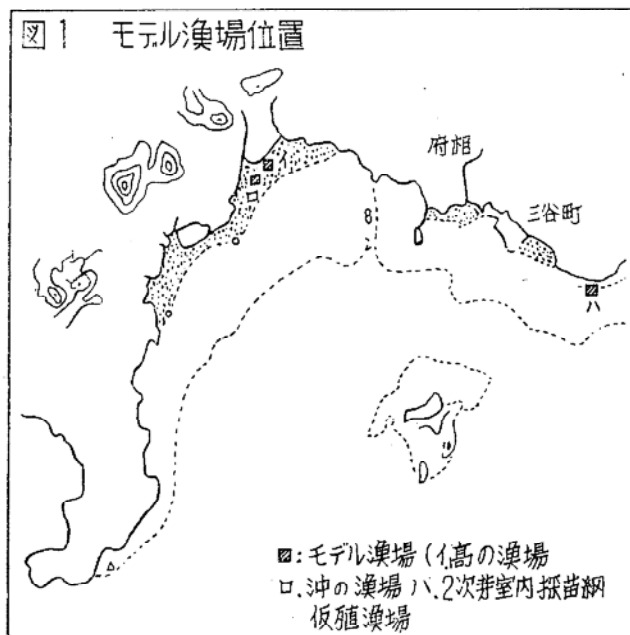 図1 モデル漁場位置
府相
三谷町
イ
ロ
8
ハ
▨:モデル漁場(イ.高の漁場
ロ.沖の漁場 ハ.2次芽室内採苗網
仮殖漁場